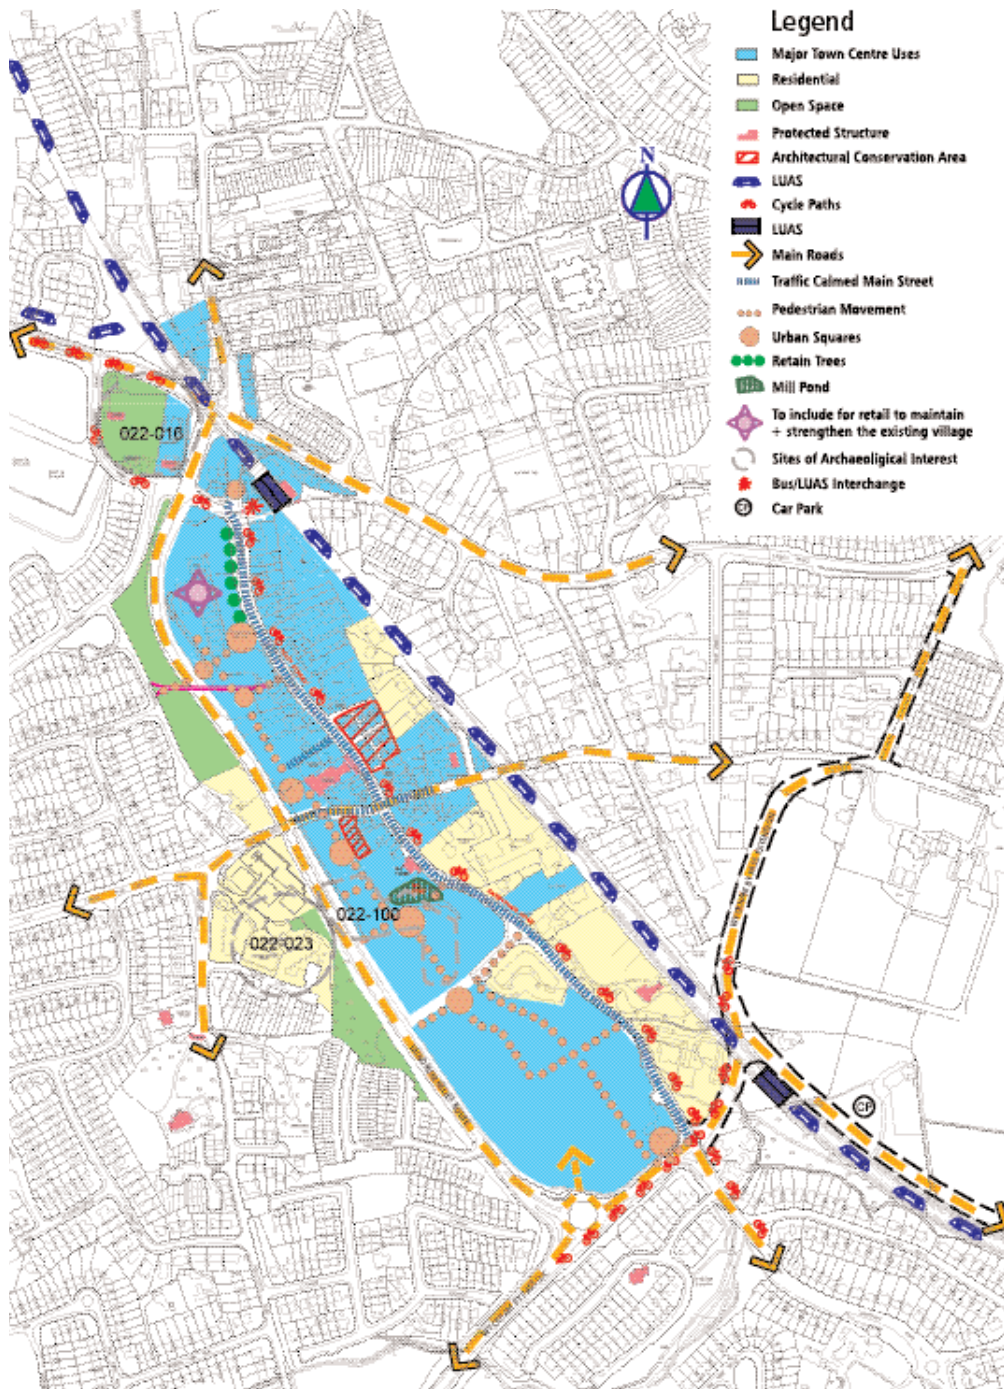 Legend
Major Town Centre Uses
Residential
Open Space
Protected Structure
Architectural Conservation Area
LUAS
Cycle Paths
LUAS
Main Roads
Traffic Calmed Main Street
Pedestrian Movement
Urban Squares
Retain Trees
Mill Pond
To include for retail to maintain
+ strengthen the existing village
Sites of Archaeoligical Interest
Bus/LUAS Interchange
CP Car Park
N
022-016
022-100
022-023
CP